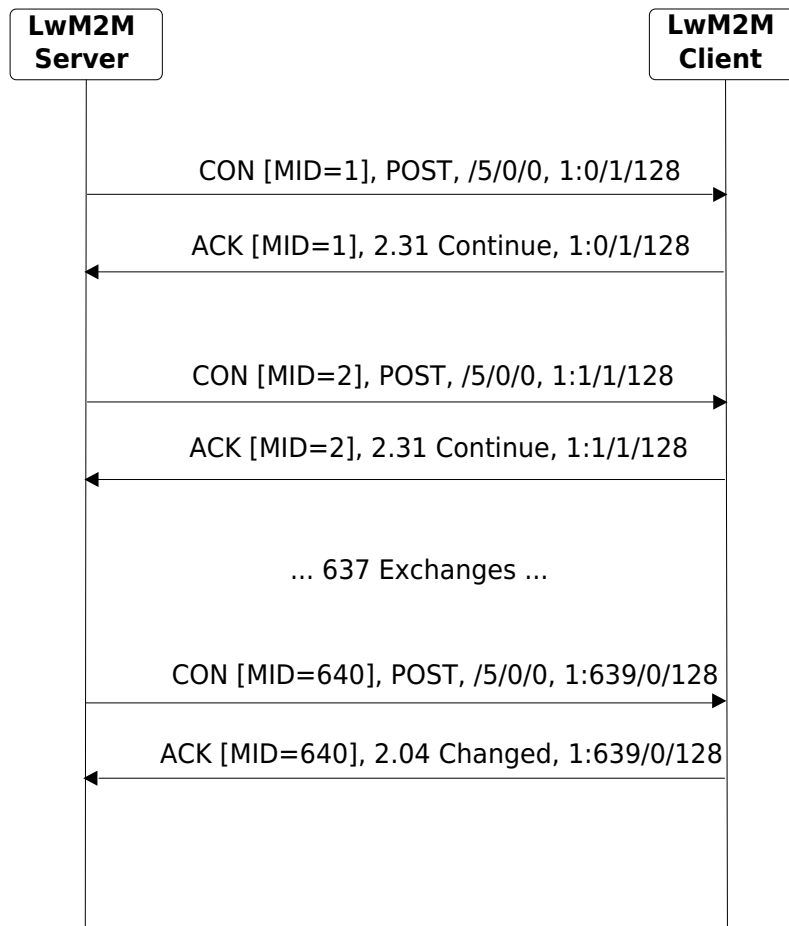 LwM2M
Server
LwM2M
Client
CON [MID=1], POST, /5/0/0, 1:0/1/128
ACK [MID=1], 2.31 Continue, 1:0/1/128
CON [MID=2], POST, /5/0/0, 1:1/1/128
ACK [MID=2], 2.31 Continue, 1:1/1/128
... 637 Exchanges ...
CON [MID=640], POST, /5/0/0, 1:639/0/128
ACK [MID=640], 2.04 Changed, 1:639/0/128